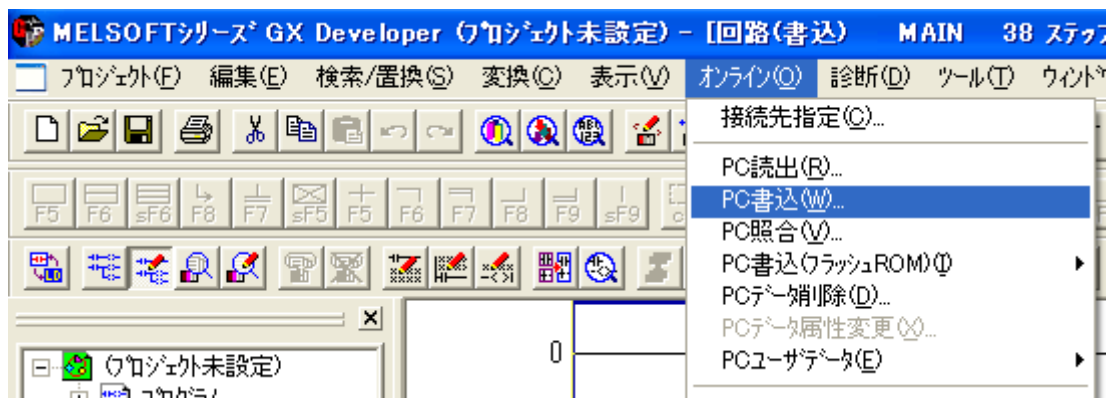 MELSOFTシリーズ GX Developer (プロジェクト未設定) - [回路(書込) MAIN 38 ステップ
プロジェクト(F) 編集(E) 検索/置換(S) 変換(C) 表示(V) オンライン(O) 診断(D) ツール(T) ウィンドウ
接続先指定(C)...
PC読出(R)...
PC書込(W)...
PC照合(V)...
PC書込(フラッシュROM)(I)
PCデータ削除(D)...
PCデータ属性変更(X)...
PCユーザデータ(E)
F5 F6 sF6 F8 F7 sF5 F5 F6 F7 F8 F9 sF9 c
(プロジェクト未設定)
プログラム
0